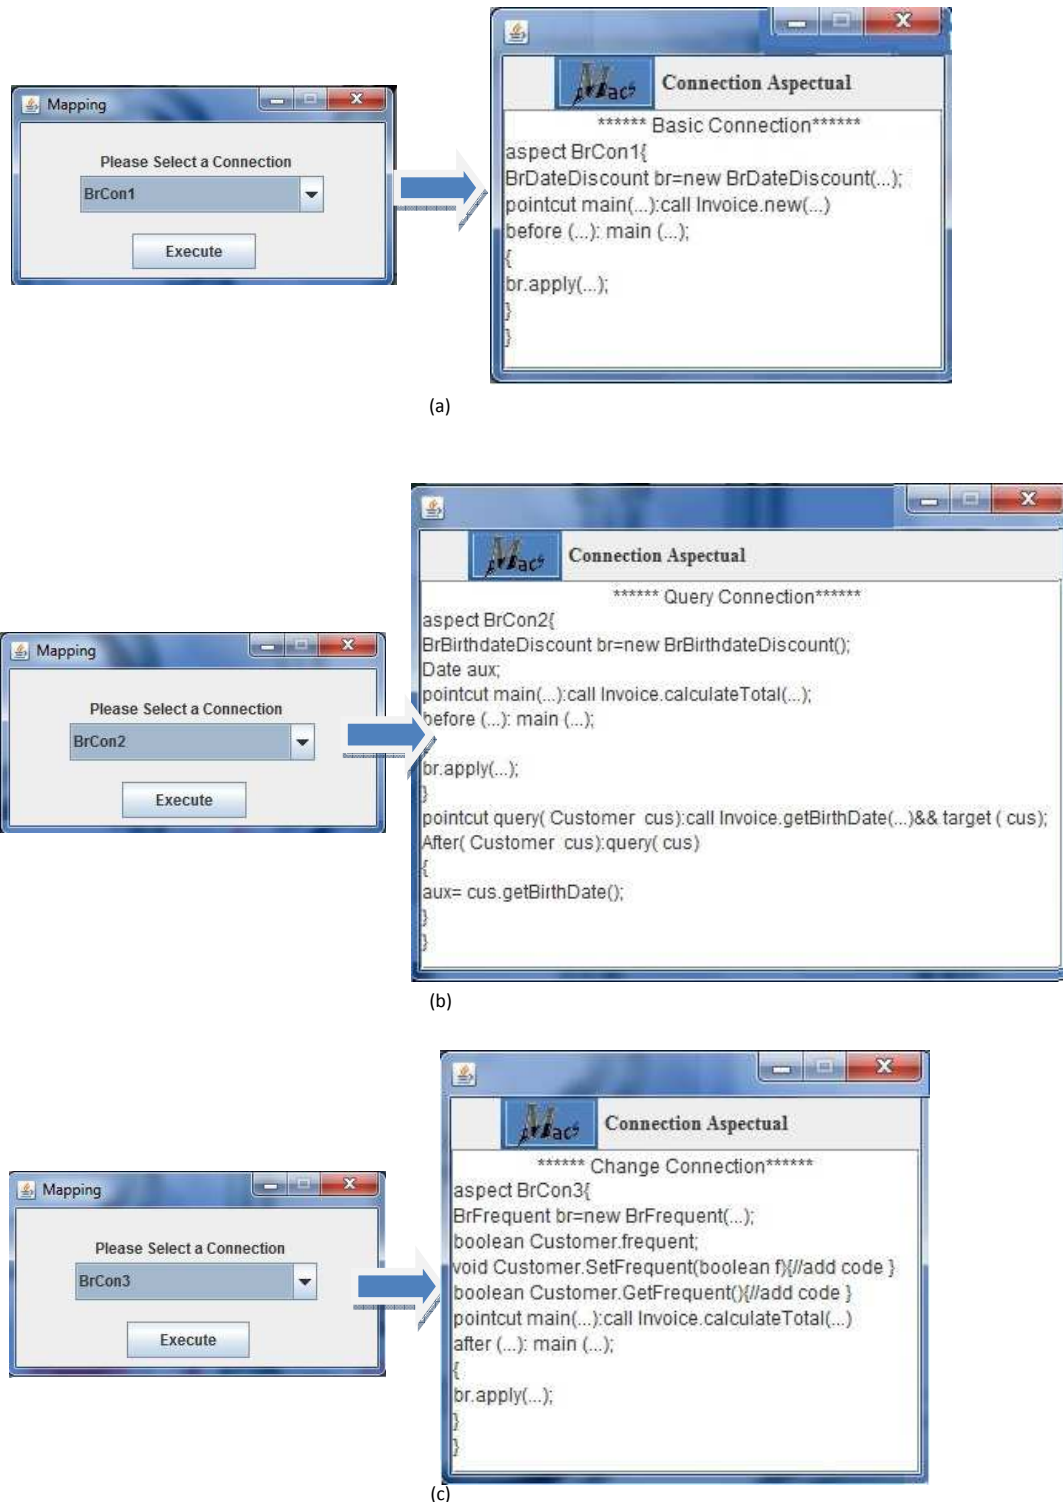 Mapping
Please Select a Connection
BrCon1
Execute
Macs
Connection Aspectual
****** Basic Connection******
aspect BrCon1{
BrDateDiscount br=new BrDateDiscount(...);
pointcut main(...):call Invoice.new(...)
before (...): main (...);
{
br.apply(...);
}
}
(a)
Mapping
Please Select a Connection
BrCon2
Execute
Macs
Connection Aspectual
****** Query Connection******
aspect BrCon2{
BrBirthdateDiscount br=new BrBirthdateDiscount();
Date aux;
pointcut main(...):call Invoice.calculateTotal(...);
before (...): main (...);
br.apply(...);
}
pointcut query( Customer cus):call Invoice.getBirthDate(...)&& target ( cus);
After( Customer cus):query( cus)
{
aux= cus.getBirthDate();
}
}
(b)
Mapping
Please Select a Connection
BrCon3
Execute
Macs
Connection Aspectual
****** Change Connection******
aspect BrCon3{
BrFrequent br=new BrFrequent(...);
boolean Customer.frequent;
void Customer.SetFrequent(boolean f){//add code }
boolean Customer.GetFrequent(){//add code }
pointcut main(...):call Invoice.calculateTotal(...)
after (...): main (...);
{
br.apply(...);
}
}
(c)